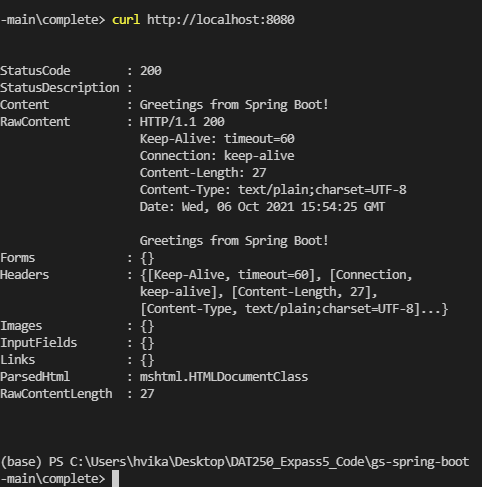 -main\complete> curl http://localhost:8080
StatusCode : 200
StatusDescription :
Content : Greetings from Spring Boot!
RawContent : HTTP/1.1 200
Keep-Alive: timeout=60
Connection: keep-alive
Content-Length: 27
Content-Type: text/plain;charset=UTF-8
Date: Wed, 06 Oct 2021 15:54:25 GMT
Greetings from Spring Boot!
Forms : {}
Headers : {[Keep-Alive, timeout=60], [Connection,
keep-alive], [Content-Length, 27],
[Content-Type, text/plain;charset=UTF-8]...}
Images : {}
InputFields : {}
Links : {}
ParsedHtml : mshtml.HTMLDocumentClass
RawContentLength : 27
(base) PS C:\Users\hvika\Desktop\DAT250_Expass5_Code\gs-spring-boot
-main\complete>